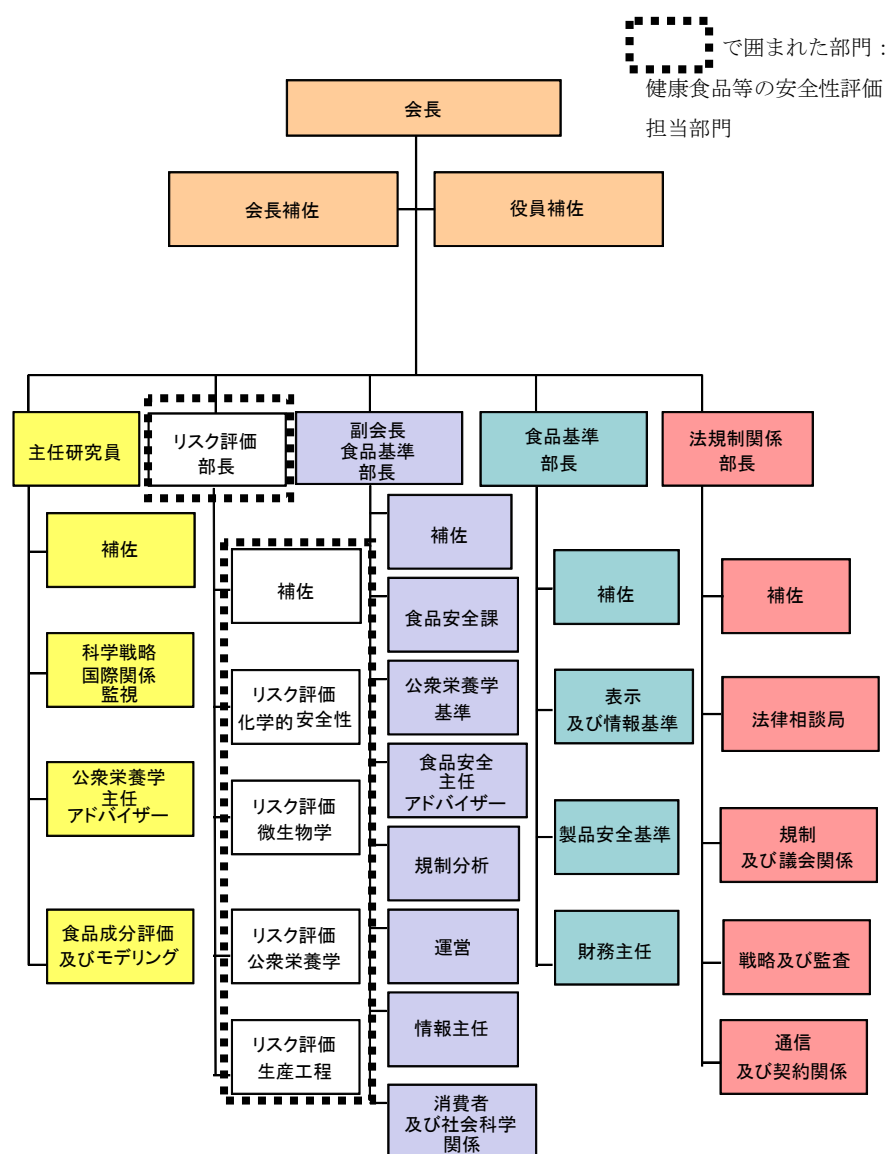 で囲まれた部門：
健康食品等の安全性評価
担当部門
会長
会長補佐
役員補佐
主任研究員
リスク評価
部長
副会長
食品基準
部長
食品基準
部長
法規制関係
部長
補佐
科学戦略
国際関係
監視
公衆栄養学
主任
アドバイザー
食品成分評価
及びモデリング
補佐
リスク評価
化学的安全性
リスク評価
微生物学
リスク評価
公衆栄養学
リスク評価
生産工程
補佐
食品安全課
公衆栄養学
基準
食品安全
主任
アドバイザー
規制分析
運営
情報主任
消費者
及び社会科学
関係
補佐
表示
及び情報基準
製品安全基準
財務主任
補佐
法律相談局
規制
及び議会関係
戦略及び監査
通信
及び契約関係